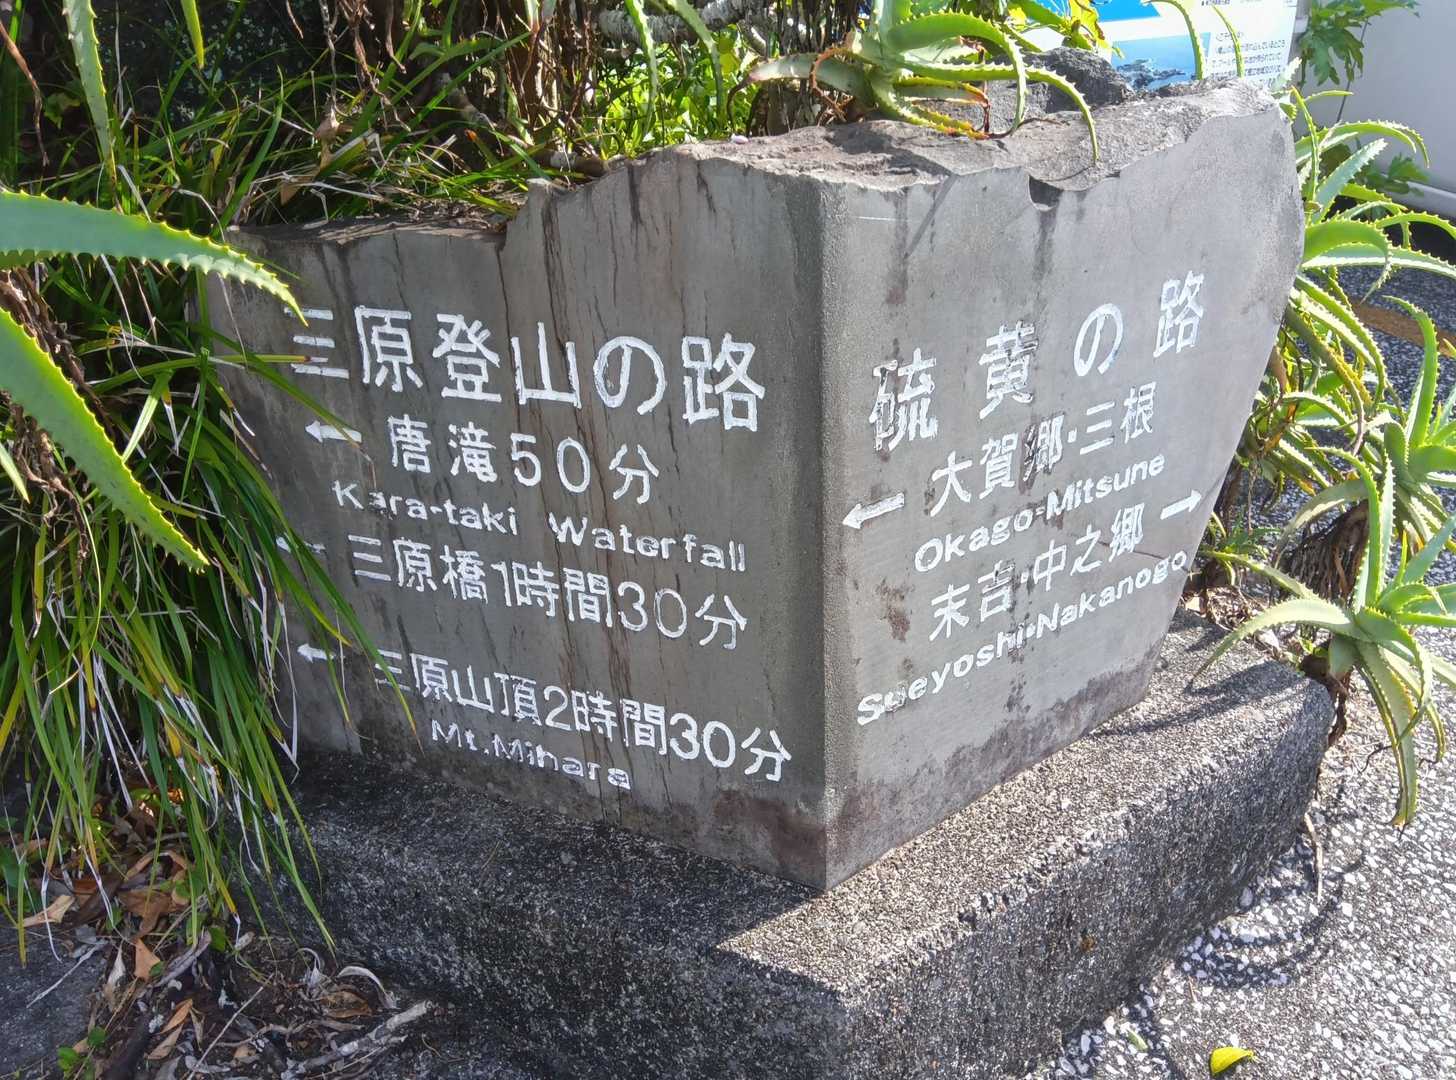 三原登山の路
← 唐滝50分
Kara-taki Waterfall
← 三原橋1時間30分
← 三原山頂2時間30分
Mt.Mihara
硫黄の路
← 大賀郷・三根
Okago-Mitsune
末吉・中之郷 →
Sueyoshi-Nakanogo